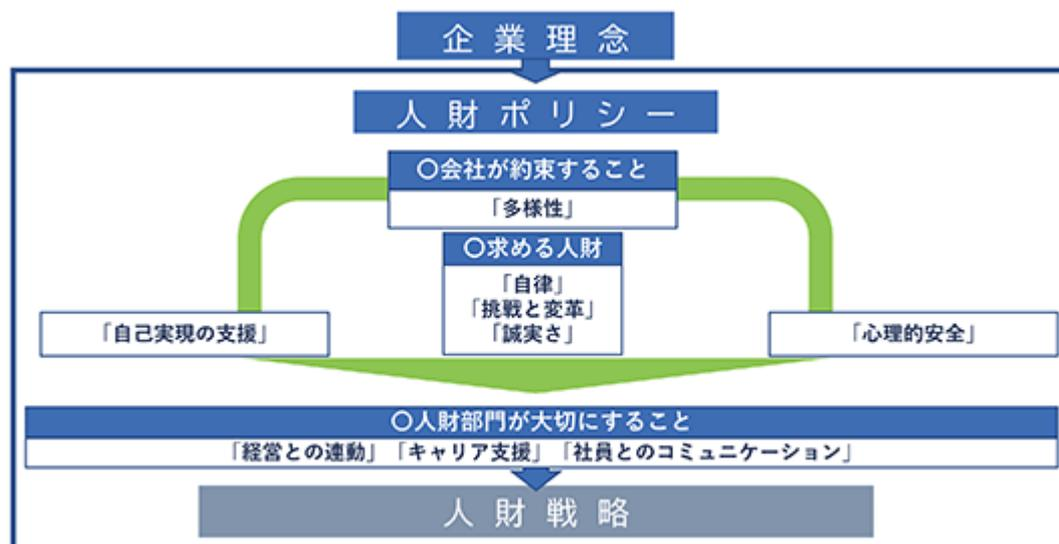 企業理念
人財ポリシー
〇会社が約束すること
「多様性」
〇求める人財
「自律」
「挑戦と変革」
「誠実さ」
「自己実現の支援」
「心理的安全」
〇人財部門が大切にすること
「経営との連動」「キャリア支援」「社員とのコミュニケーション」
人財戦略